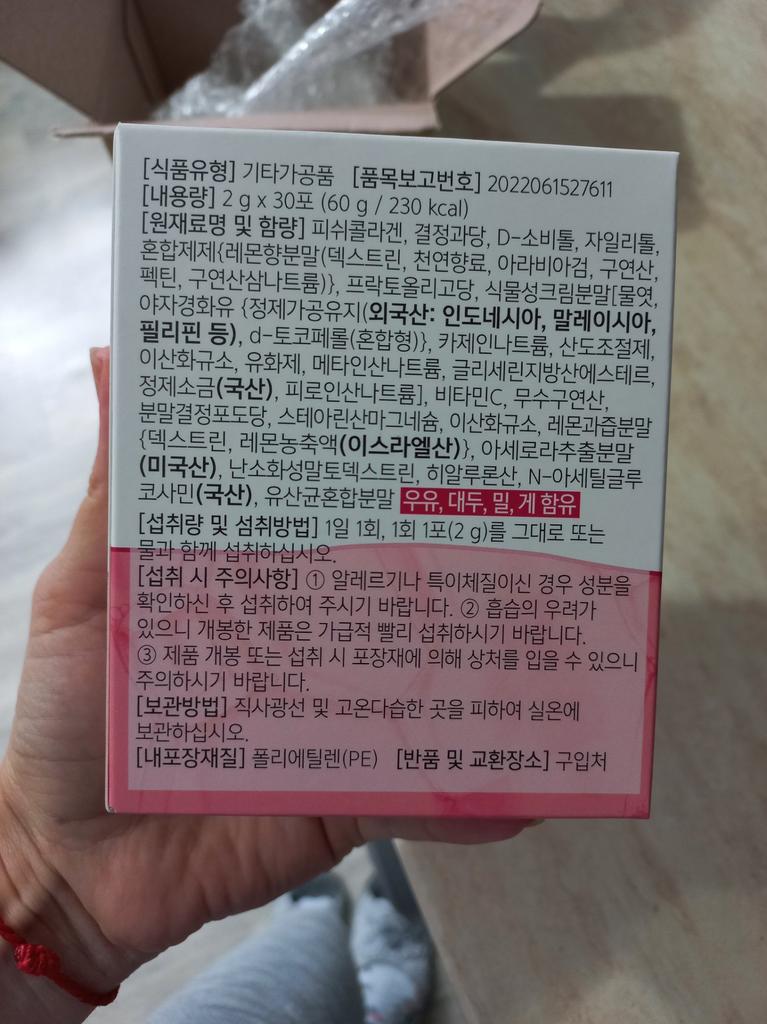 [식품유형] 기타가공품 [품목보고번호] 2022061527611
[내용량] 2 g x 30포 (60 g / 230 kcal)
[원재료명 및 함량] 피쉬콜라겐, 결정과당, D-소비톨, 자일리톨,
혼합제제{레몬향분말(덱스트린, 천연향료, 아라비아검, 구연산,
펙틴, 구연산삼나트륨)}, 프락토올리고당, 식물성크림분말[물엿,
야자경화유 {정제가공유지(외국산: 인도네시아, 말레이시아,
필리핀 등), d-토코페롤(혼합형)}, 카제인나트륨, 산도조절제,
이산화규소, 유화제, 메타인산나트륨, 글리세린지방산에스테르,
정제소금(국산), 피로인산나트륨], 비타민C, 무수구연산,
분말결정포도당, 스테아린산마그네슘, 이산화규소, 레몬과즙분말
{덱스트린, 레몬농축액(이스라엘산)}, 아세로라추출분말
(미국산), 난소화성말토덱스트린, 히알루론산, N-아세틸글루
코사민(국산), 유산균혼합분말 우유, 대두, 밀, 게 함유
[섭취량 및 섬취방법] 1일 1회, 1회 1포(2 g)를 그대로 또는
물과 함께 섭취하십시오.
[섭취 시 주의사항] ① 알레르기나 특이체질이신 경우 성분을
확인하신 후 섭취하여 주시기 바랍니다. ② 흡습의 우려가
있으니 개봉한 제품은 가급적 빨리 섭취하시기 바랍니다.
③ 제품 개봉 또는 섭취 시 포장재에 의해 상처를 입을 수 있으니
주의하시기 바랍니다.
[보관방법] 직사광선 및 고온다습한 곳을 피하여 실온에
보관하십시오.
[내포장재질] 폴리에틸렌(PE) [반품 및 교환장소] 구입처